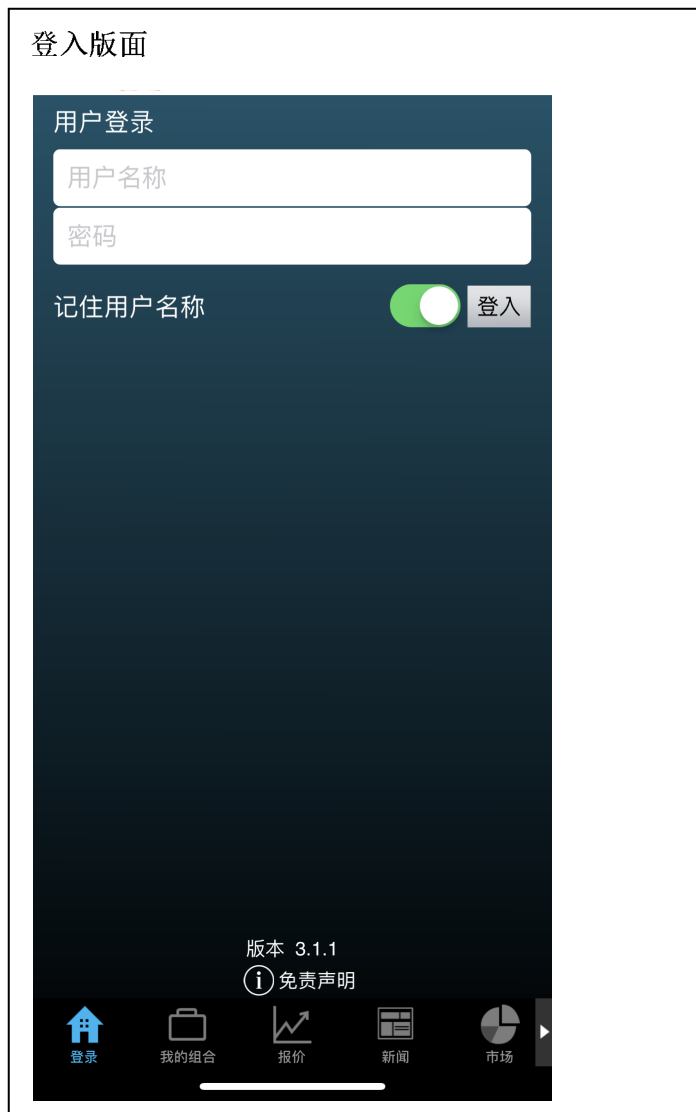 登入版面
用户登录
用户名称
密码
记住用户名称 登入
版本 3.1.1
i 免责声明
登录 我的组合 报价 新闻 市场